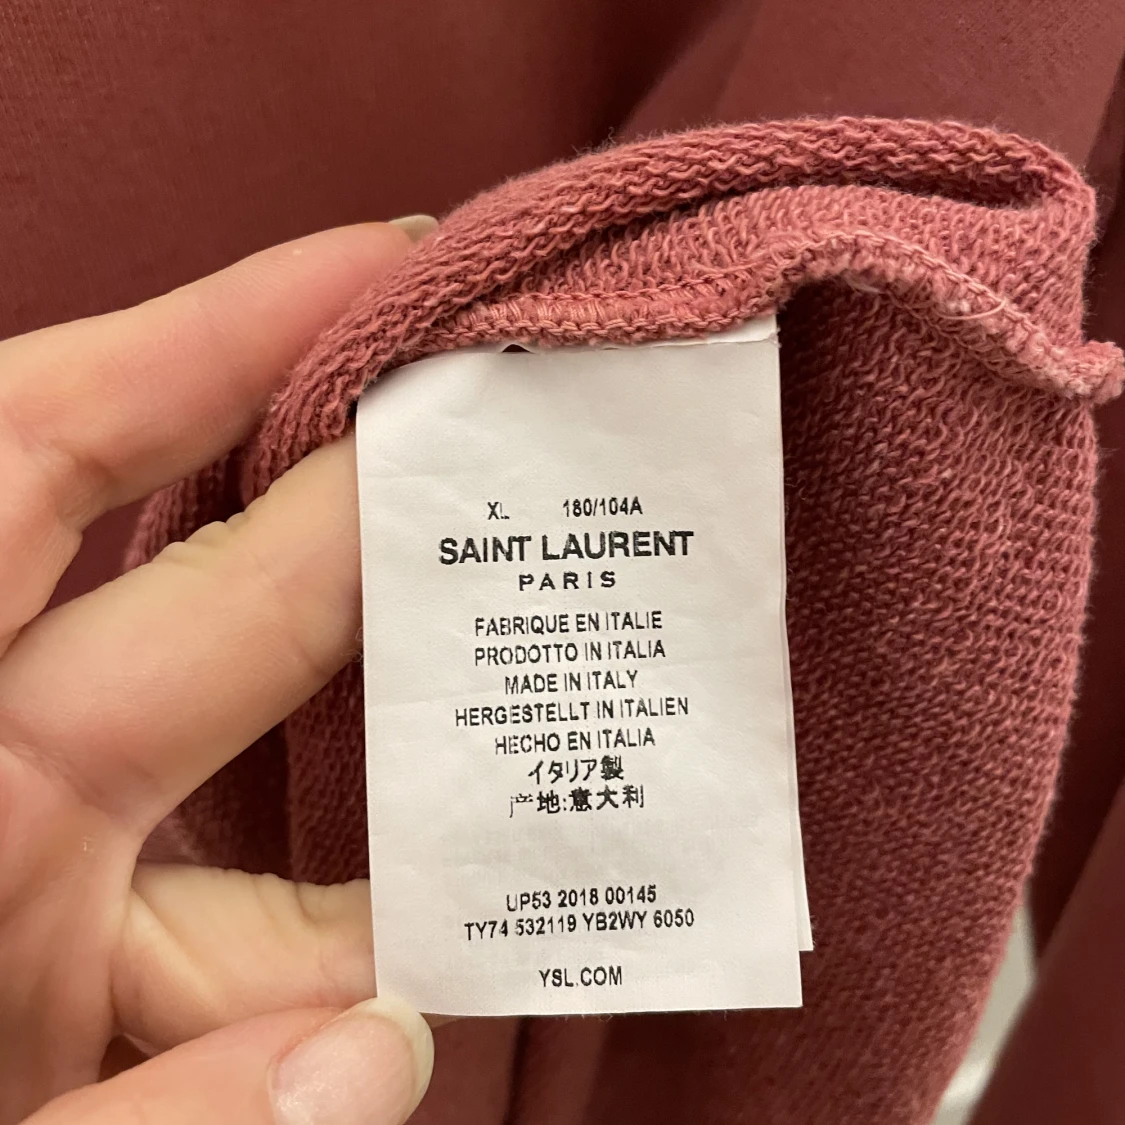 XL 180/104A
SAINT LAURENT
PARIS
FABRIQUE EN ITALIE
PRODOTTO IN ITALIA
MADE IN ITALY
HERGESTELLT IN ITALIEN
HECHO EN ITALIA
イタリア製
产地:意大利
UP53 2018 00145
TY74 532119 YB2WY 6050
YSL.COM